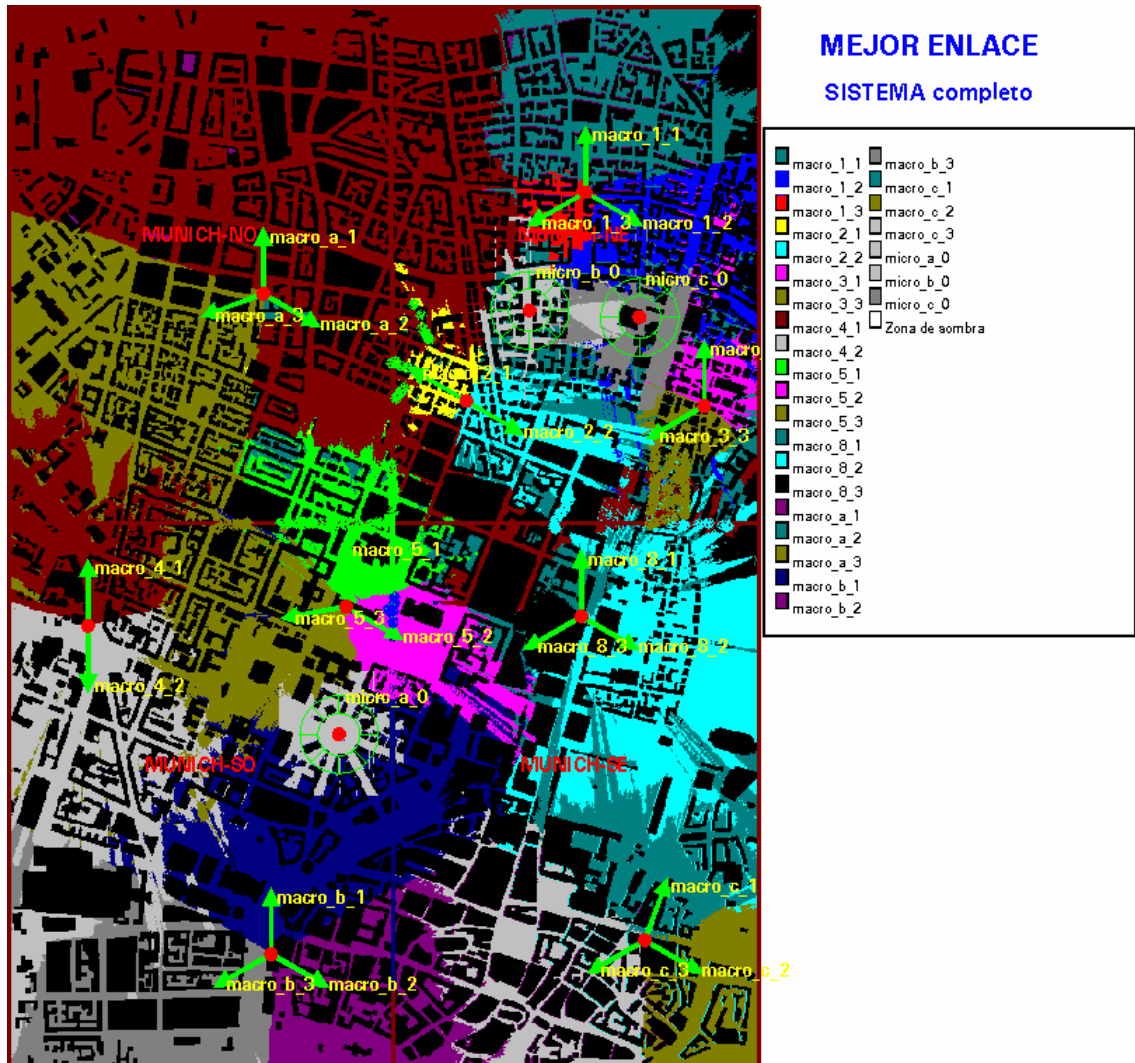 MEJOR ENLACE
SISTEMA completo
macro_1_1
macro_1_2
macro_1_3
macro_2_1
macro_2_2
macro_3_1
macro_3_3
macro_4_1
macro_4_2
macro_5_1
macro_5_2
macro_5_3
macro_8_1
macro_8_2
macro_8_3
macro_a_1
macro_a_2
macro_a_3
macro_b_1
macro_b_2
macro_b_3
macro_c_1
macro_c_2
macro_c_3
micro_a_0
micro_b_0
micro_c_0
Zona de sombra
macro_1_1
macro_1_3
macro_1_2
MUNICH-NO
macro_a_1
micro_b_0
micro_c_0
macro_a_3
macro_a_2
macro_2_2
macro_3_3
macro_5_1
macro_8_1
macro_4_1
macro_5_3
macro_5_2
macro_8_3
macro_8_2
macro_4_2
micro_a_0
MUNICH-SO
MUNICH-SE
macro_b_1
macro_c_1
macro_b_3
macro_b_2
macro_c_3
macro_c_2